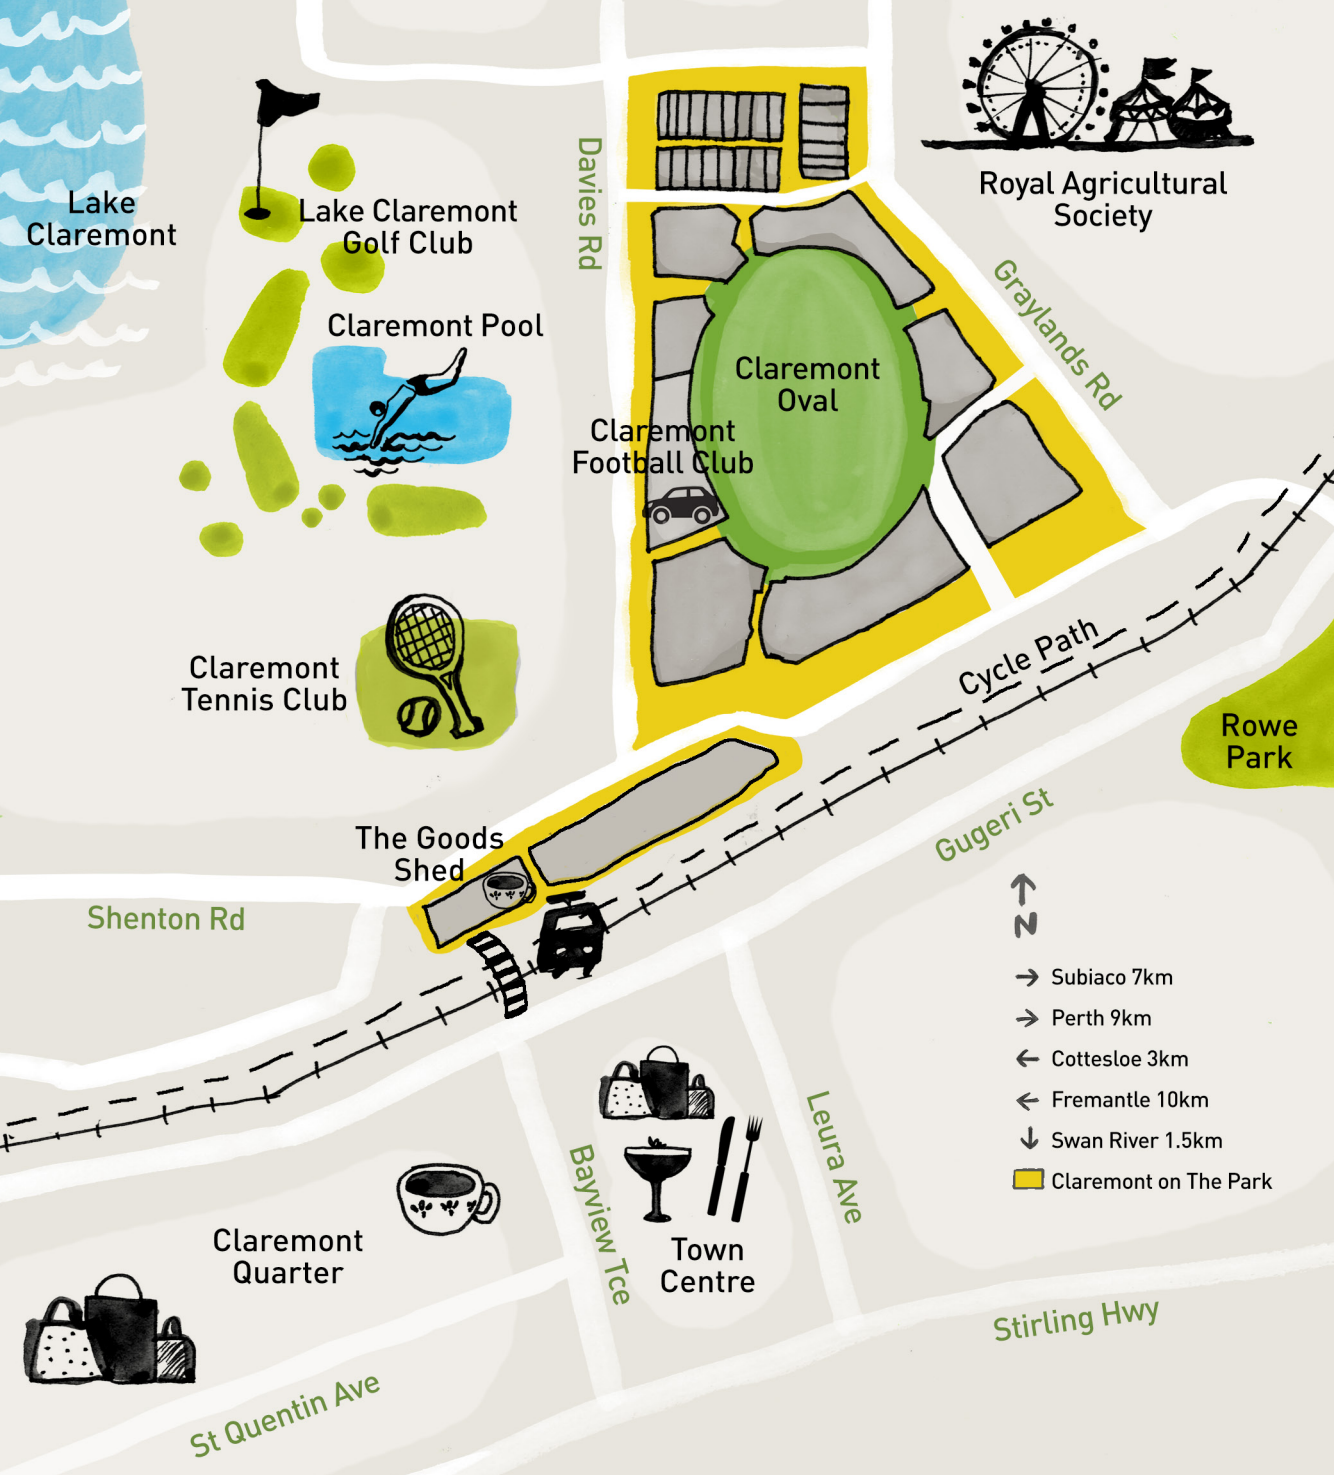 Lake
Claremont
Lake Claremont
Golf Club
Claremont Pool
Davies Rd
Royal Agricultural
Society
Graylands Rd
Claremont
Oval
Claremont
Football Club
Claremont
Tennis Club
Cycle Path
Rowe
Park
The Goods
Shed
Gugeri St
Shenton Rd
N
Subiaco 7km
Perth 9km
Cottesloe 3km
Fremantle 10km
Swan River 1.5km
Claremont on The Park
Leura Ave
Bayview Tce
Claremont
Quarter
Town
Centre
Stirling Hwy
St Quentin Ave